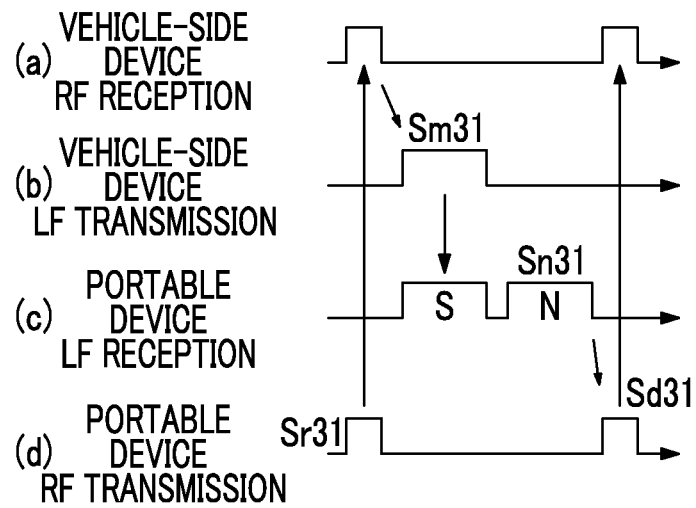 (a) VEHICLE-SIDE
DEVICE
RF RECEPTION
Sm31
(b) VEHICLE-SIDE
DEVICE
LF TRANSMISSION
Sn31
(c) PORTABLE
DEVICE
LF RECEPTION
S
N
Sd31
(d) PORTABLE
DEVICE
RF TRANSMISSION
Sr31